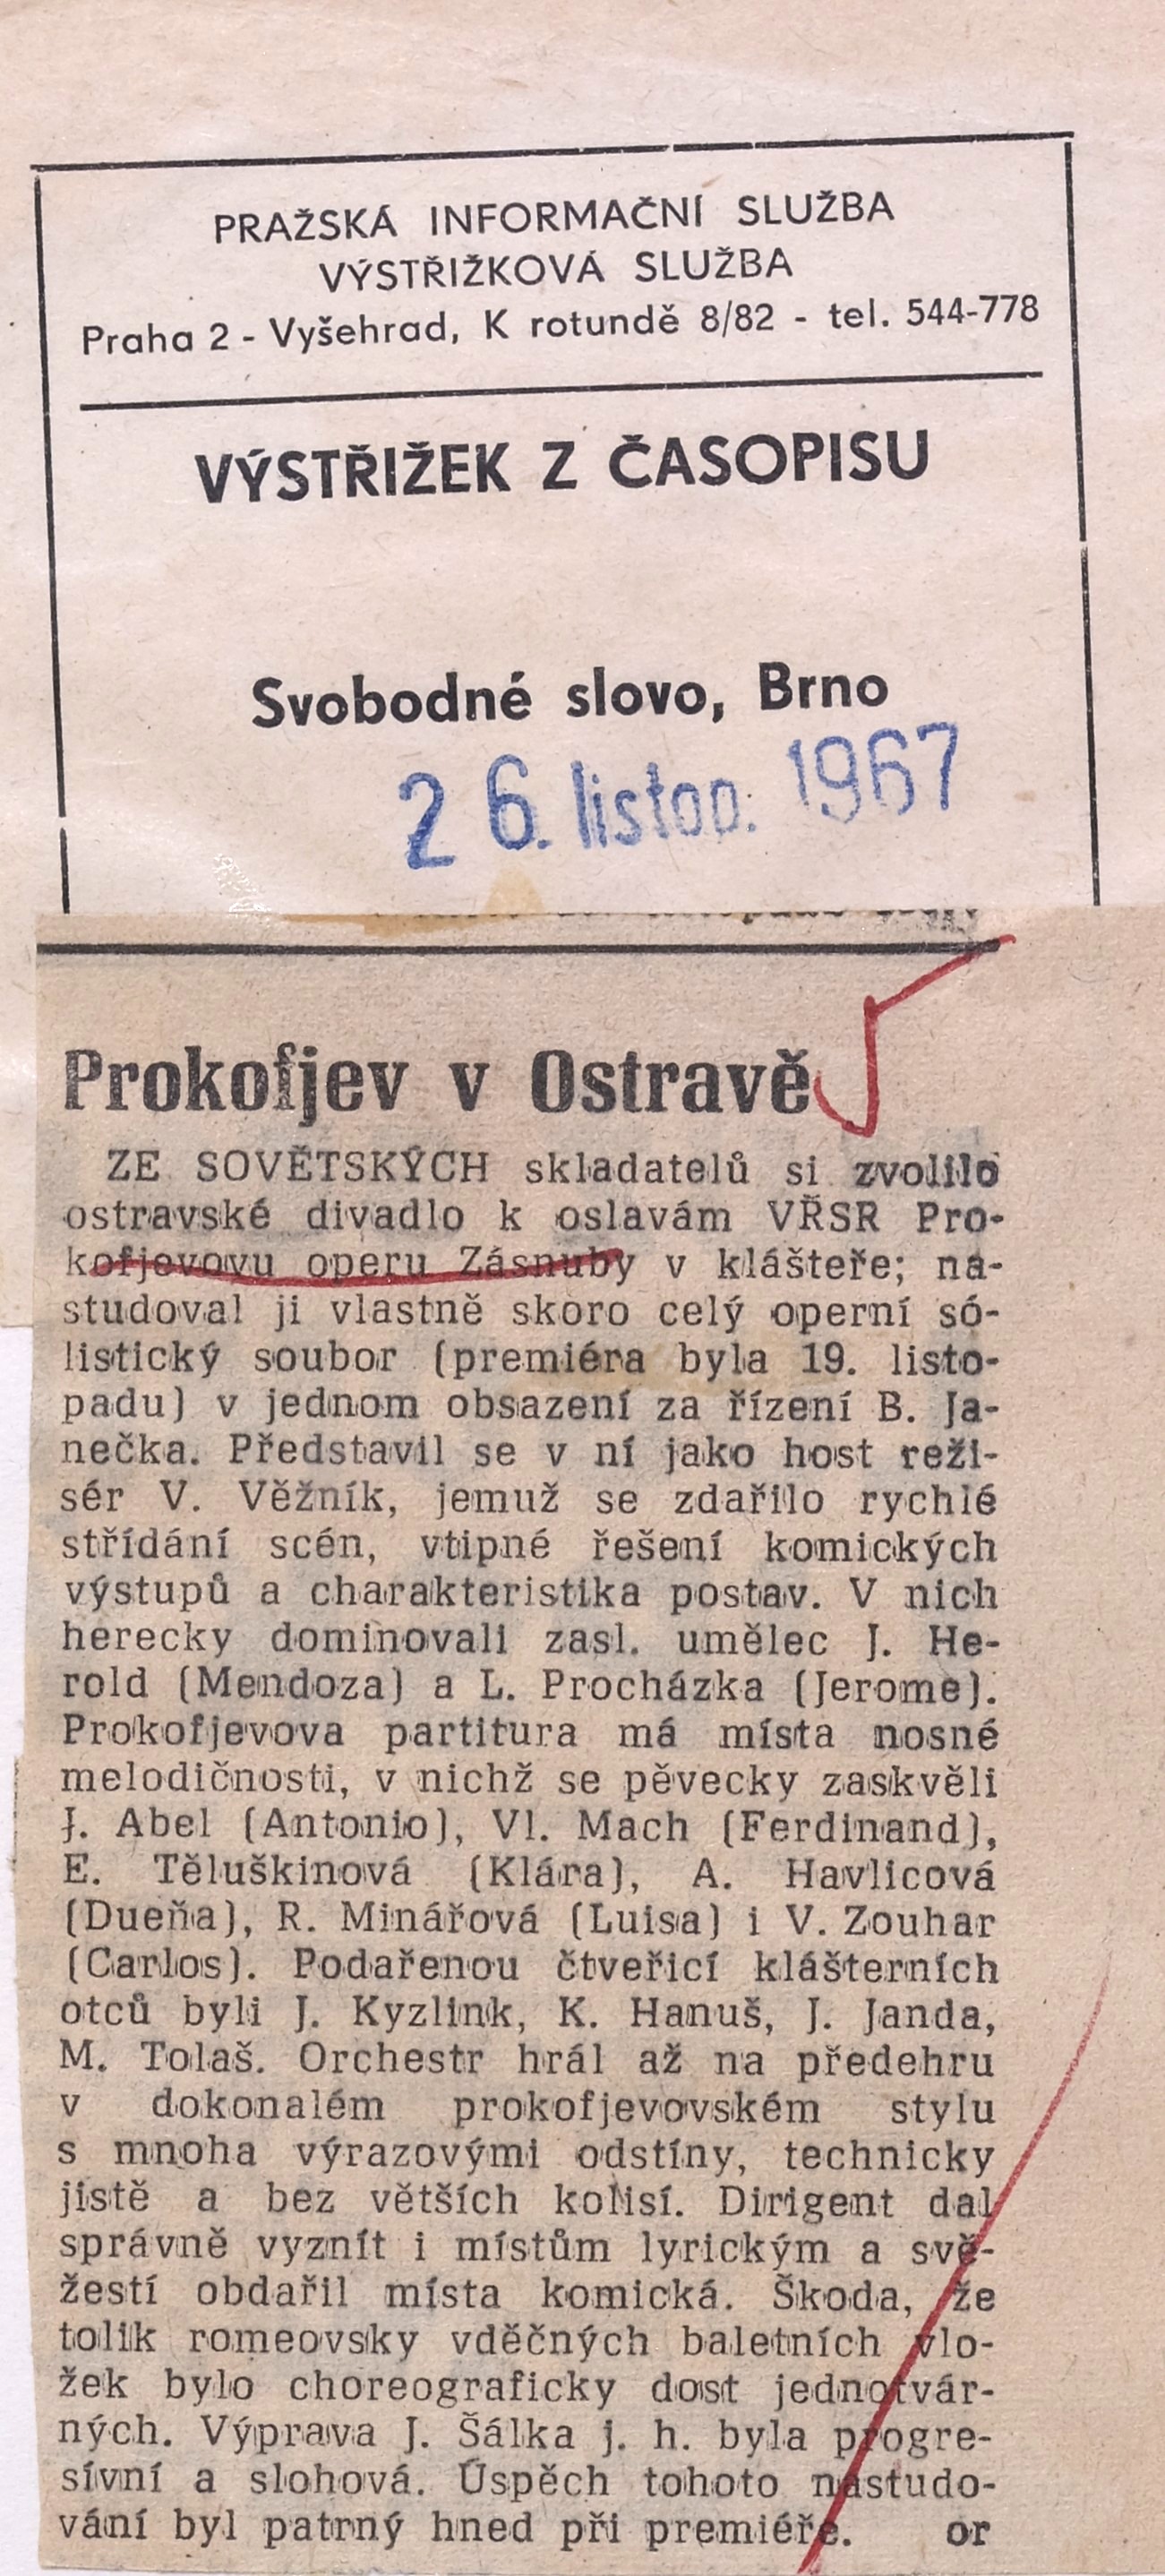 PRAŽSKÁ INFORMAČNÍ SLUŽBA
VÝSTŘIŽKOVÁ SLUŽBA
Praha 2 - Vyšehrad, K rotundě 8/82 - tel. 544-778
VÝSTŘIŽEK Z ČASOPISU
Svobodné slovo, Brno
26. listop. 1967
Prokofjev v Ostravě
ZE SOVĚTSKÝCH skladatelů si zvolilo
ostravské divadlo k oslavám VŘSR Pro-
kofjevovu operu Zásnuby v klášteře; na-
studoval ji vlastně skoro celý operní só-
listický soubor (premiéra byla 19. listo-
padu) v jednom obsazení za řízení B. Ja-
nečka. Představil se v ní jako host reži-
sér V. Věžník, jemuž se zdařilo rychlé
střídání scén, vtipné řešení komických
výstupů a charakteristika postav. V nich
herecky dominovali zasl. umělec J. He-
rold (Mendoza) a L. Procházka (Jerome).
Prokofjevova partitura má místa nosné
melodičnosti, v nichž se pěvecky zaskvěli
J. Abel (Antonio), Vl. Mach (Ferdinand),
E. Těluškinová (Klára), A. Havlicová
(Dueňa), R. Minářová (Luisa) i V. Zouhar
(Carlos). Podařenou čtveřicí klášterních
otců byli J. Kyzlink, K. Hanuš, J. Janda,
M. Tolaš. Orchestr hrál až na předehru
v dokonalém prokofjevovském stylu
s mnoha výrazovými odstíny, technicky
jistě a bez větších kolisí. Dirigent dal
správně vyznít i místům lyrickým a svě-
žestí obdařil místa komická. Škoda, že
tolik romeovsky vděčných baletních vlo-
žek bylo choreograficky dost jednotvár-
ných. Výprava J. Šálka j. h. byla progre-
sívní a slohová. Úspěch tohoto nastudo-
vání byl patrný hned při premiéře. or